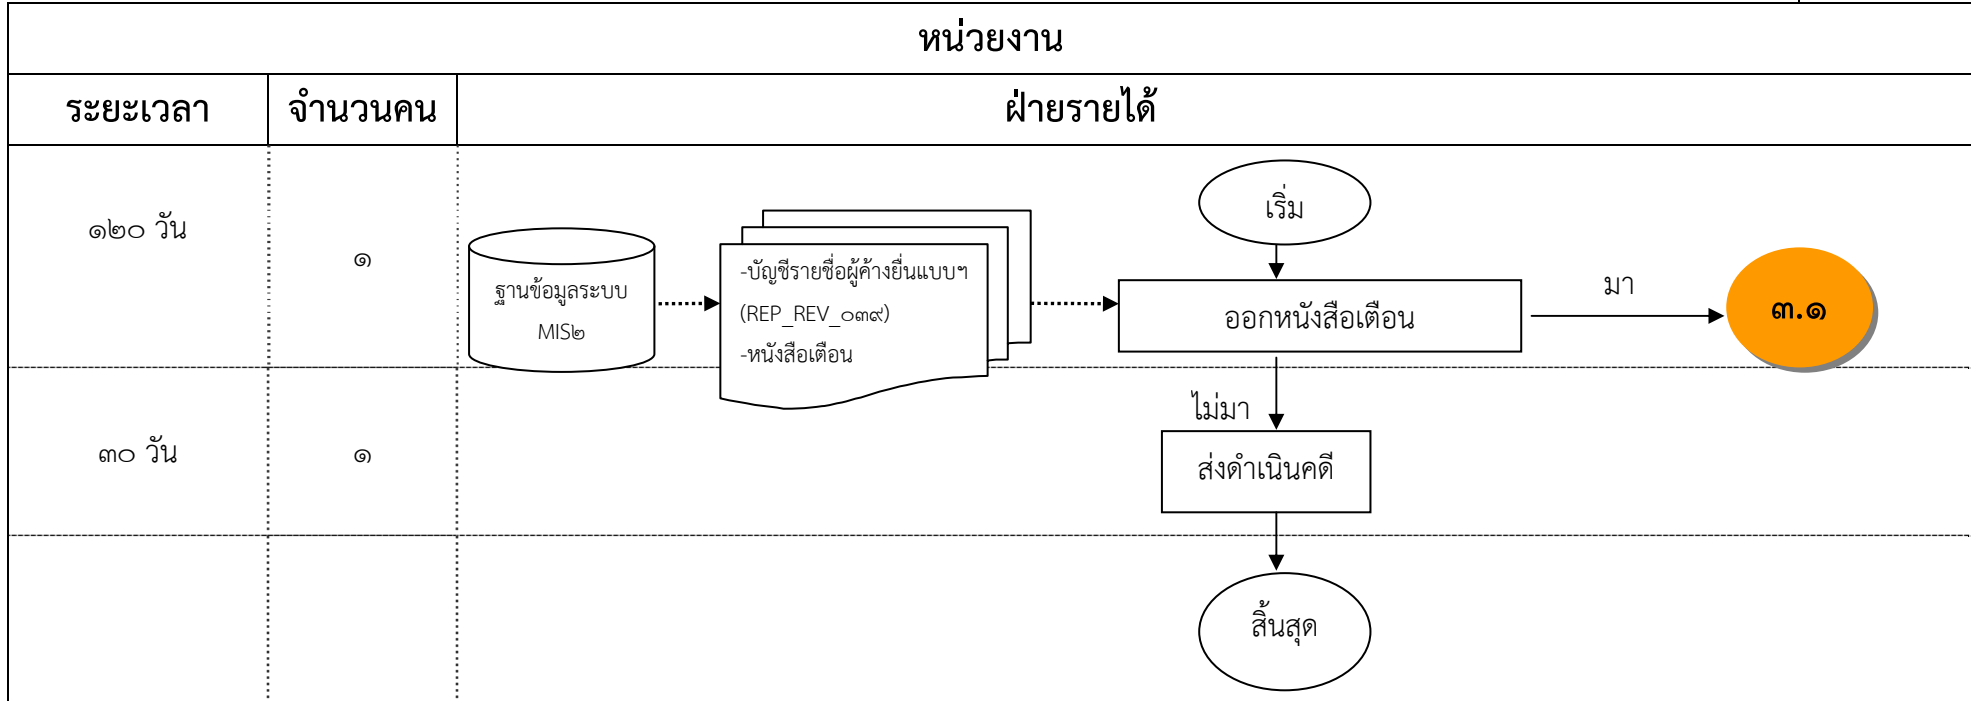 หน่วยงาน
ระยะเวลา
จำนวนคน
ฝ่ายรายได้
๑๒๐ วัน
๑
ฐานข้อมูลระบบ
MIS๒
-บัญชีรายชื่อผู้ค้างยื่นแบบฯ
(REP_REV_๐๓๙)
-หนังสือเตือน
เริ่ม
ออกหนังสือเตือน
มา
๓.๑
๓๐ วัน
๑
ไม่มา
ส่งดำเนินคดี
สิ้นสุด